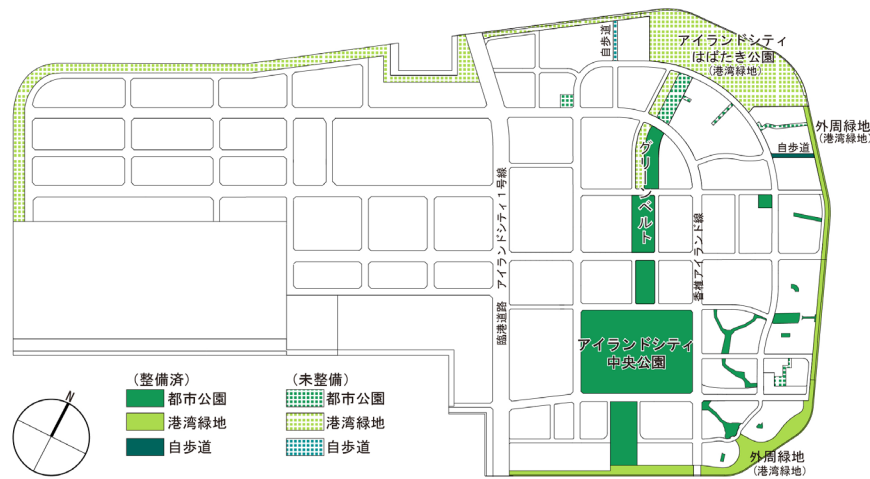 自歩道
アイランドシティ
はばたき公園
(港湾緑地)
外周緑地
(港湾緑地)
自歩道
グリーンベルト
臨港道路 アイランドシティ1号線
香椎アイランド線
アイランドシティ
中央公園
(整備済)
都市公園
港湾緑地
自歩道
(未整備)
都市公園
港湾緑地
自歩道
N
外周緑地
(港湾緑地)